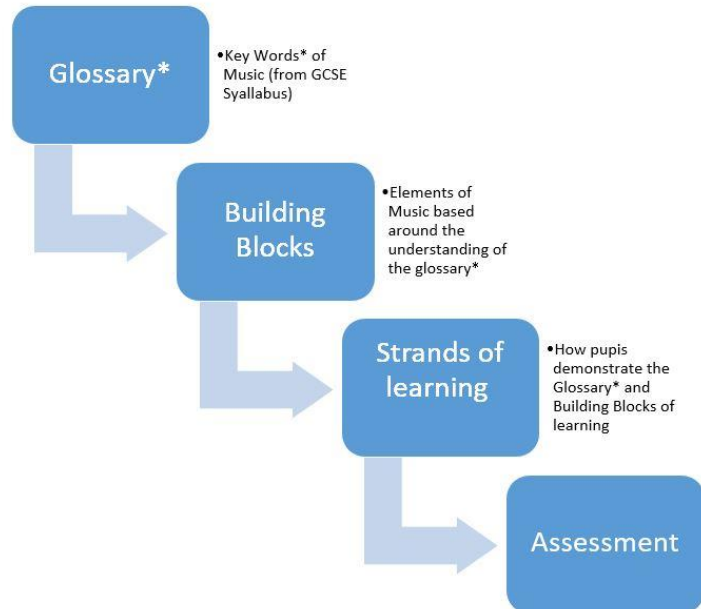 Glossary*
•Key Words* of
Music (from GCSE
Syallabus)
Building
Blocks
•Elements of
Music based
around the
understanding of
the glossary*
Strands of
learning
•How pupis
demonstrate the
Glossary* and
Building Blocks of
learning
Assessment